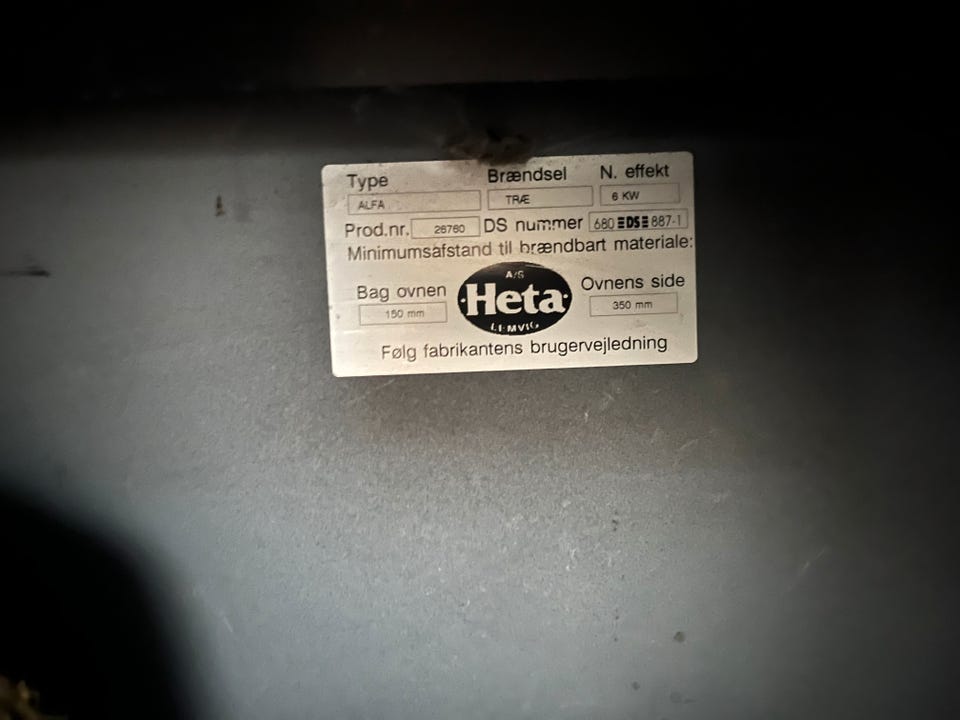 Type Brændsel N. effekt
ALFA TRÆ 6 KW
Prod.nr. 26760 DS nummer 680 DS 887-1
Minimumsafstand til brændbart materiale:
A/S
Bag ovnen Heta Ovnens side
150 mm 350 mm
LEMVIG
Følg fabrikantens brugervejledning